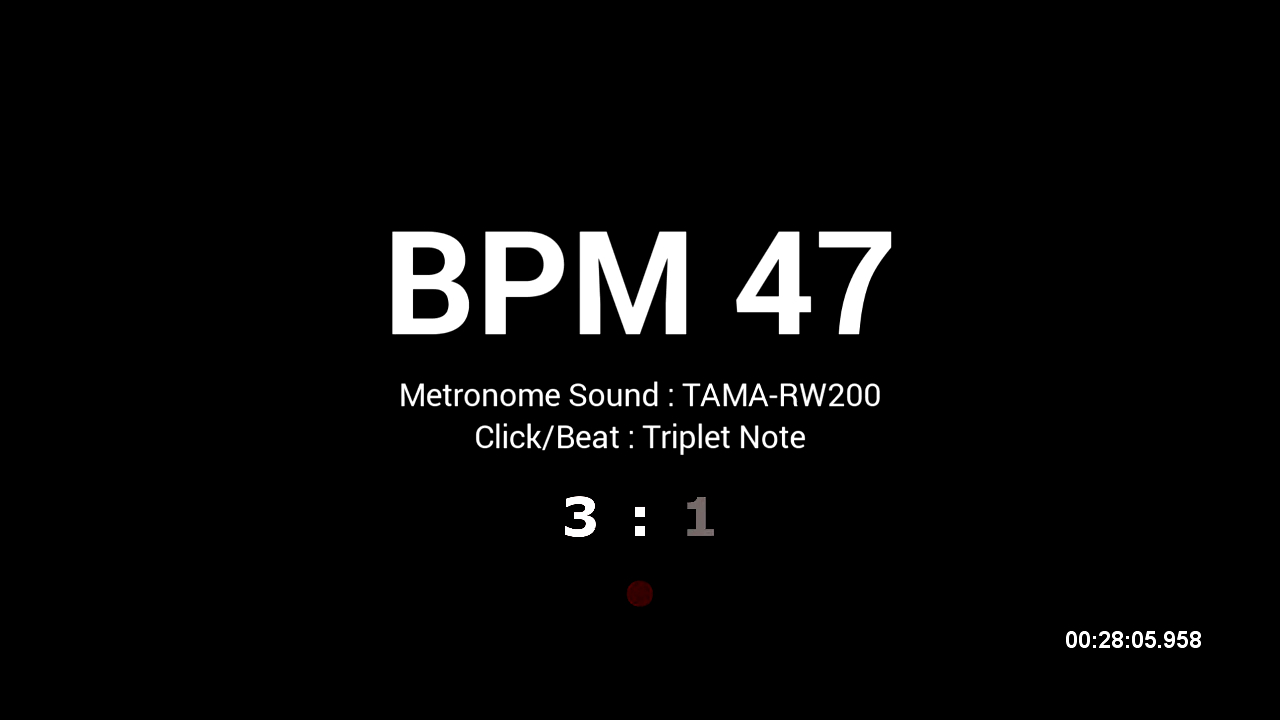 BPM 47
Metronome Sound : TAMA-RW200
Click/Beat : Triplet Note
3 : 1
00:28:05.958